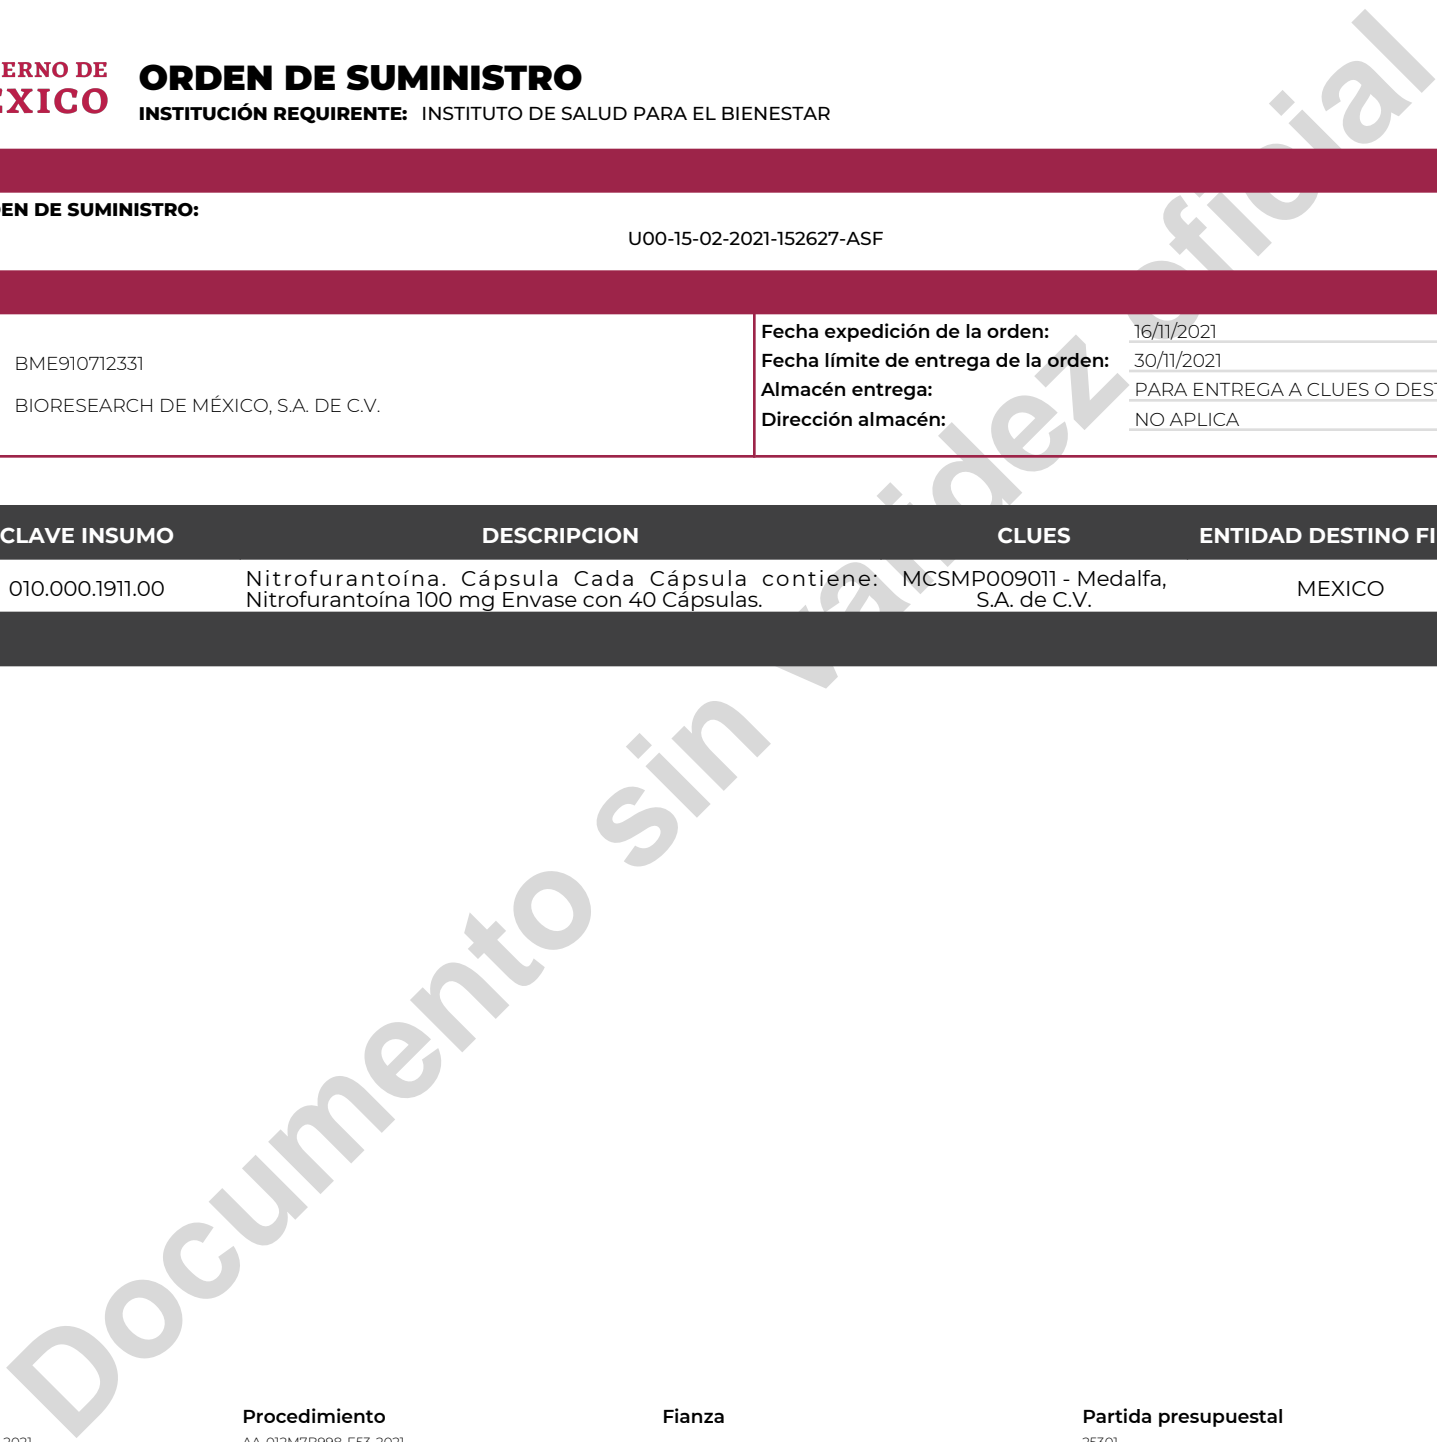 ERNO DE
EXICO
ORDEN DE SUMINISTRO
INSTITUCIÓN REQUIRENTE: INSTITUTO DE SALUD PARA EL BIENESTAR
EN DE SUMINISTRO:
U00-15-02-2021-152627-ASF
BME910712331
BIORESEARCH DE MÉXICO, S.A. DE C.V.
Fecha expedición de la orden: 16/11/2021
Fecha límite de entrega de la orden: 30/11/2021
Almacén entrega: PARA ENTREGA A CLUES O DEST
Dirección almacén: NO APLICA
CLAVE INSUMO DESCRIPCION CLUES ENTIDAD DESTINO FI
010.000.1911.00
Nitrofurantoína. Cápsula Cada Cápsula contiene:
Nitrofurantoína 100 mg Envase con 40 Cápsulas.
MCSMP009011 - Medalfa,
S.A. de C.V.
MEXICO
Documento sin validez oficial
Procedimiento Fianza Partida presupuestal